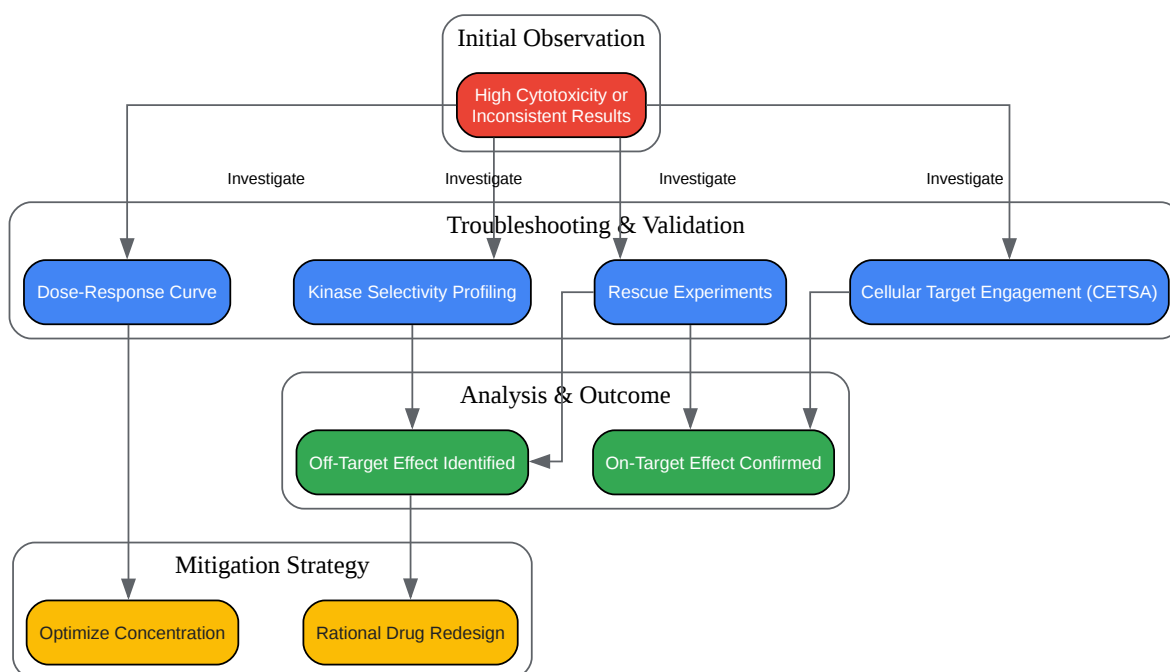 Initial Observation
High Cytotoxicity or
Inconsistent Results
Investigate
Investigate
Investigate
Investigate
Troubleshooting & Validation
Dose-Response Curve
Kinase Selectivity Profiling
Rescue Experiments
Cellular Target Engagement (CETSA)
Analysis & Outcome
Off-Target Effect Identified
On-Target Effect Confirmed
Mitigation Strategy
Optimize Concentration
Rational Drug Redesign